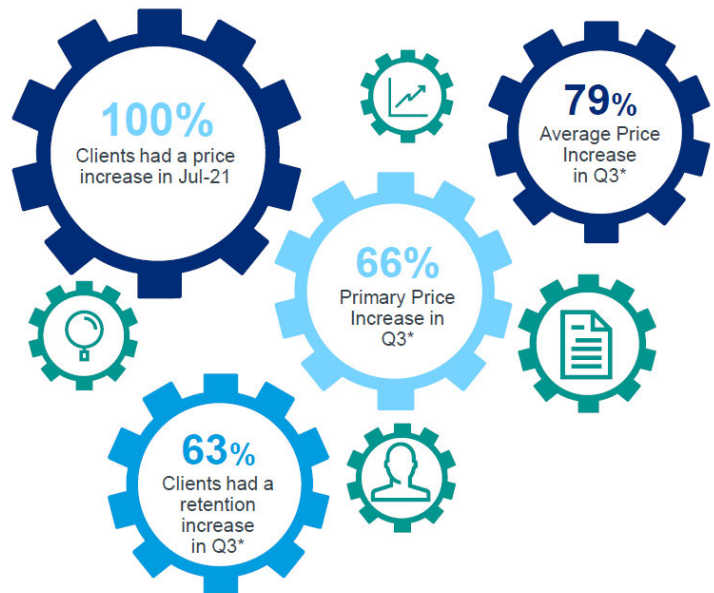 100%
Clients had a price
increase in Jul-21
79%
Average Price
Increase
in Q3*
66%
Primary Price
Increase in
Q3*
63%
Clients had a
retention
increase
in Q3*